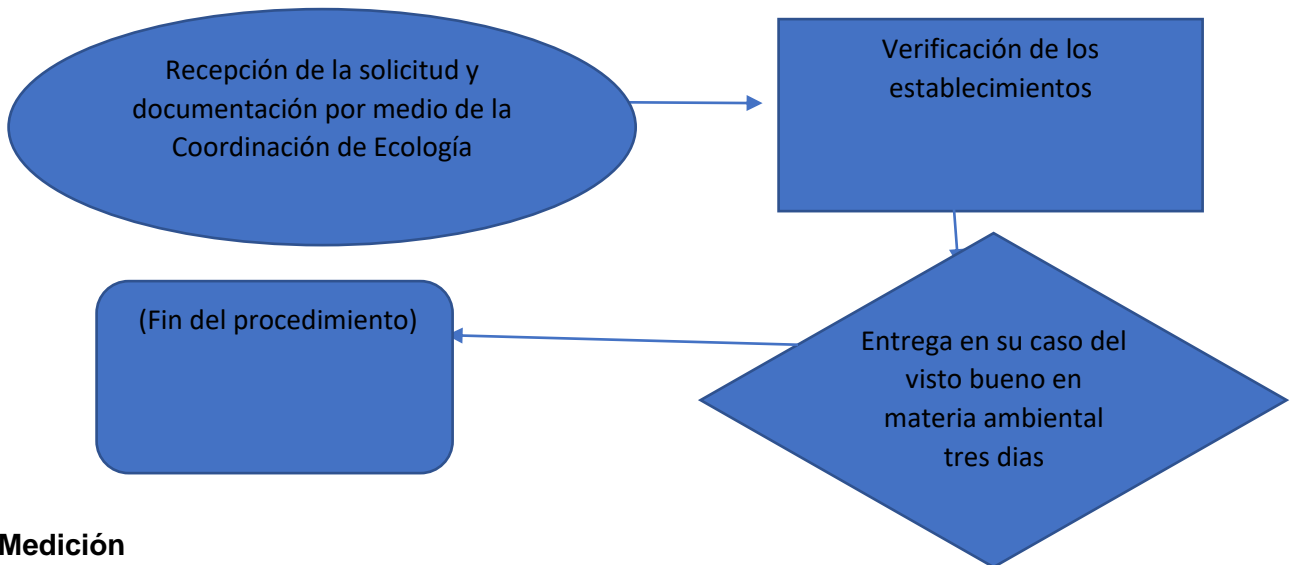 Recepción de la solicitud y
documentación por medio de la
Coordinación de Ecología
Verificación de los
establecimientos
Entrega en su caso del
visto bueno en
materia ambiental
tres dias
(Fin del procedimiento)
Medición